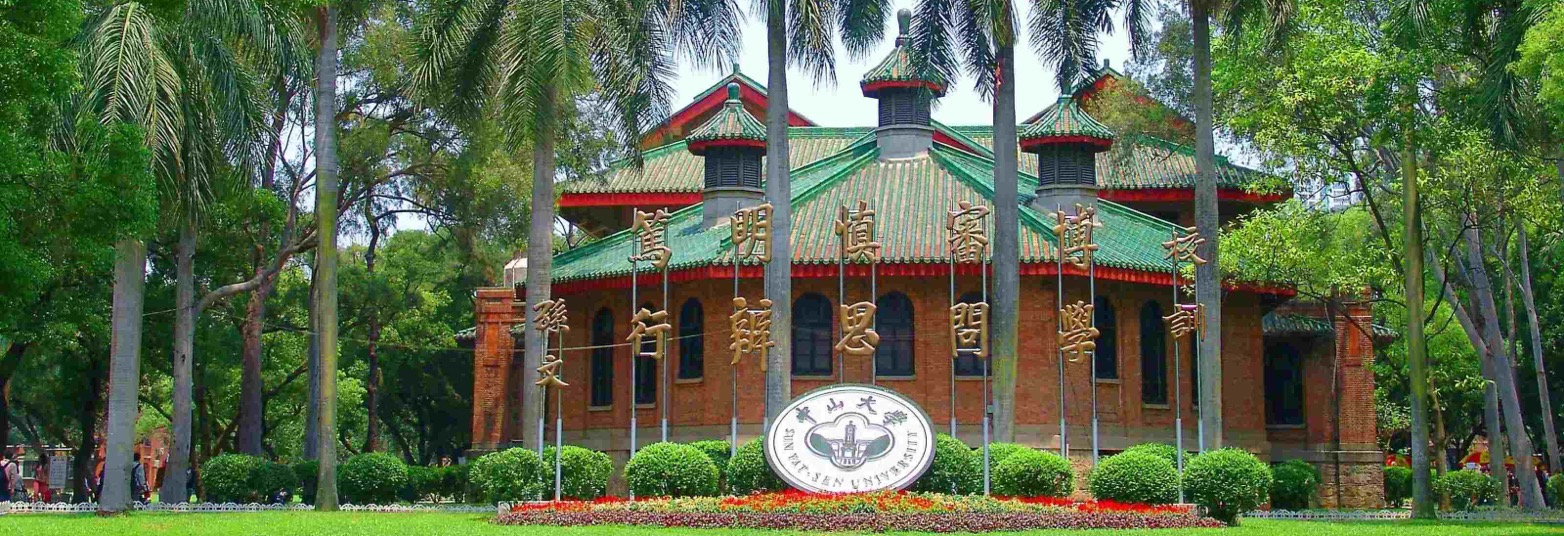 校訓
博學
審問
慎思
明辨
篤行
孫文
中山大学
SUN YAT-SEN UNIVERSITY